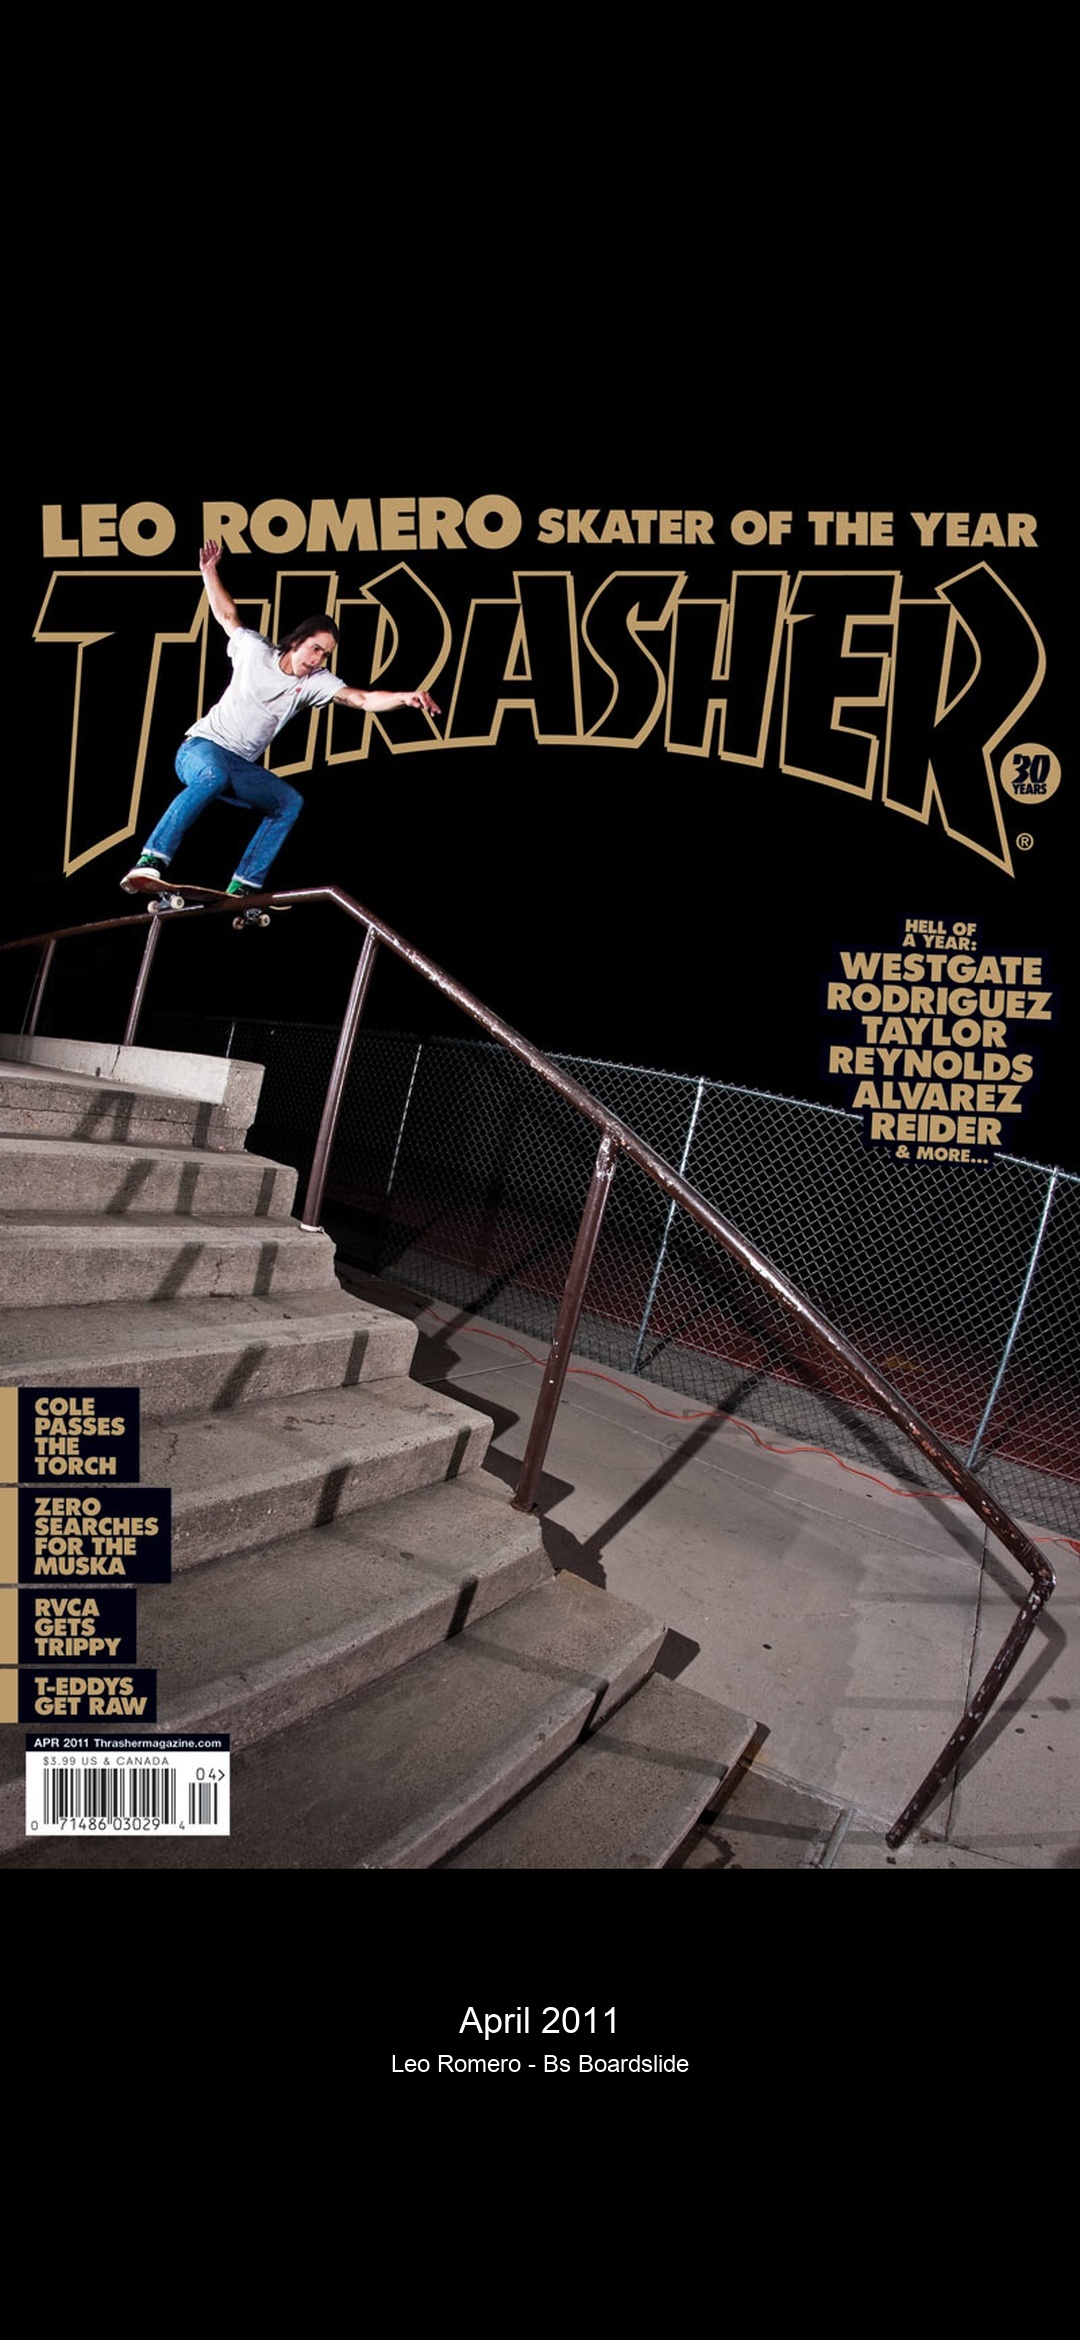 LEO ROMERO SKATER OF THE YEAR
THRASHER
30
YEARS
®
HELL OF
A YEAR:
WESTGATE
RODRIGUEZ
TAYLOR
REYNOLDS
ALVAREZ
REIDER
& MORE...
COLE
PASSES
THE
TORCH
ZERO
SEARCHES
FOR THE
MUSKA
RVCA
GETS
TRIPPY
T-EDDYS
GET RAW
APR 2011 Thrashermagazine.com
$3.99 US & CANADA
04>
0 71486 03029 4
April 2011
Leo Romero - Bs Boardslide